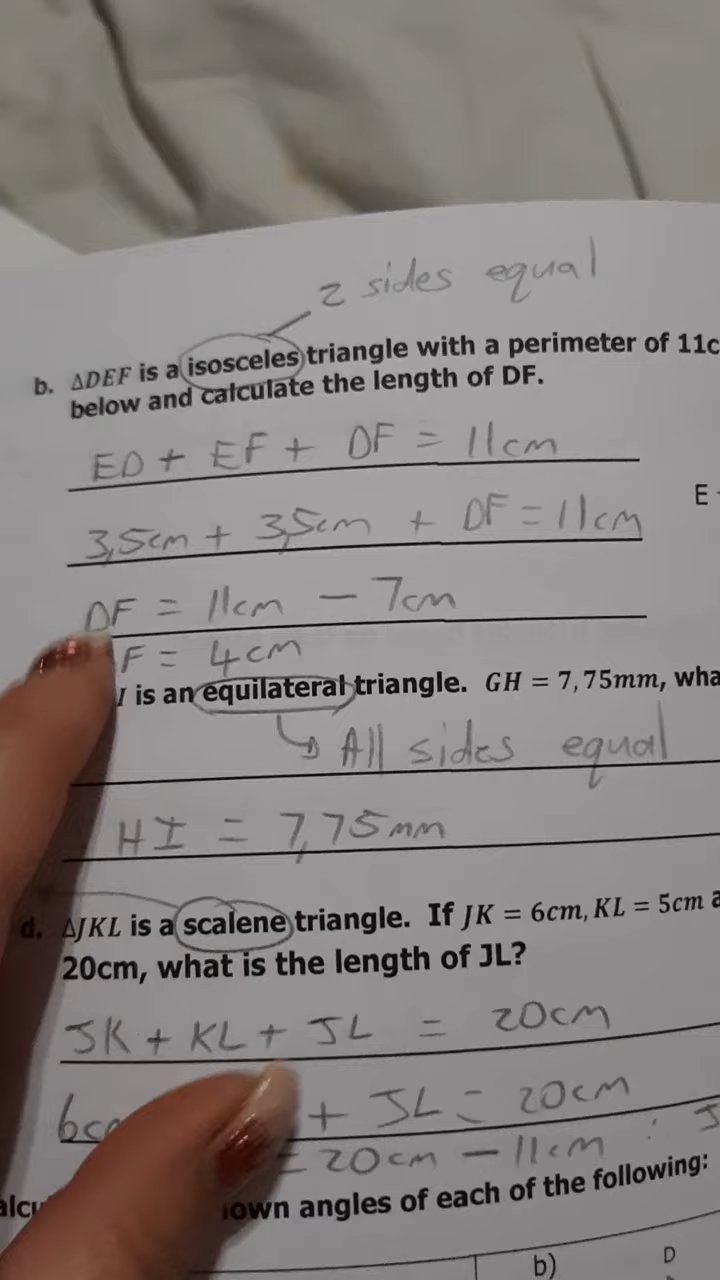 2 sides equal
b. ΔDEF is a isosceles triangle with a perimeter of 11c
below and calculate the length of DF.
ED + EF + DF = 11cm
E
3,5cm + 3,5cm + DF = 11cm
DF = 11cm - 7cm
F = 4cm
I is an equilateral triangle. GH = 7,75mm, wha
All sides equal
HI = 7,75mm
d. ΔJKL is a scalene triangle. If JK = 6cm, KL = 5cm a
20cm, what is the length of JL?
JK + KL + JL = 20cm
6c + JL = 20cm
= 20cm - 11cm : J
alcu nown angles of each of the following:
b) D